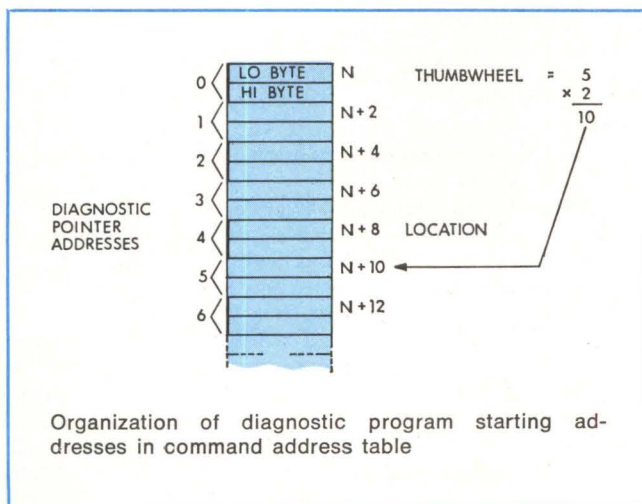 LO BYTE N THUMBWHEEL = 5
0 HI BYTE × 2
10
1 N + 2
2 N + 4
3 N + 6
DIAGNOSTIC
POINTER
ADDRESSES
4 N + 8 LOCATION
5 N + 10
6 N + 12
Organization of diagnostic program starting ad-
dresses in command address table